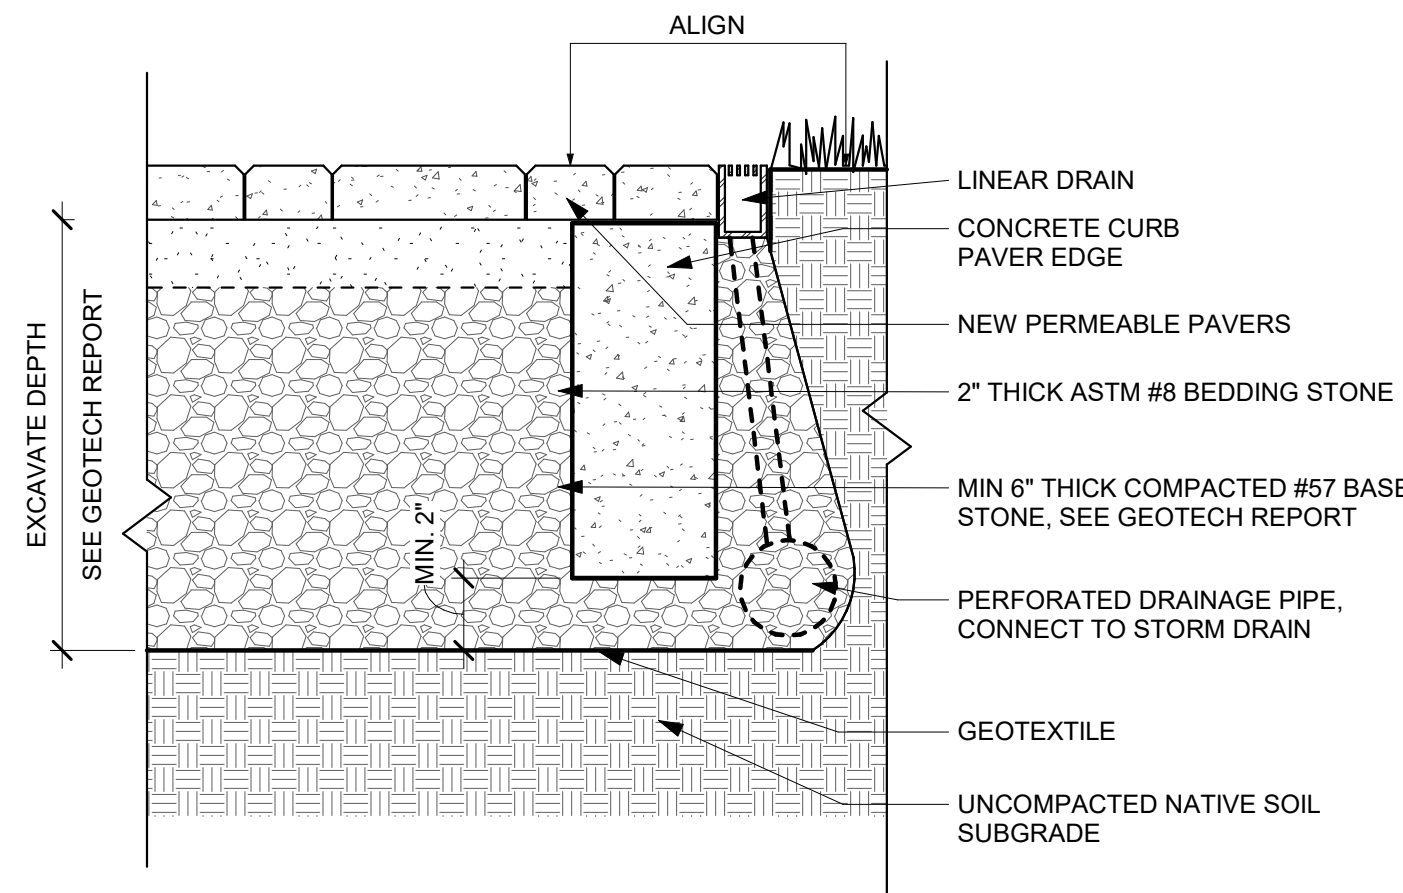 ALIGN
LINEAR DRAIN
CONCRETE CURB
PAVER EDGE
NEW PERMEABLE PAVERS
2" THICK ASTM #8 BEDDING STONE
MIN 6" THICK COMPACTED #57 BASE
STONE, SEE GEOTECH REPORT
PERFORATED DRAINAGE PIPE,
CONNECT TO STORM DRAIN
GEOTEXTILE
UNCOMPACTED NATIVE SOIL
SUBGRADE
EXCAVATE DEPTH
SEE GEOTECH REPORT
MIN. 2"